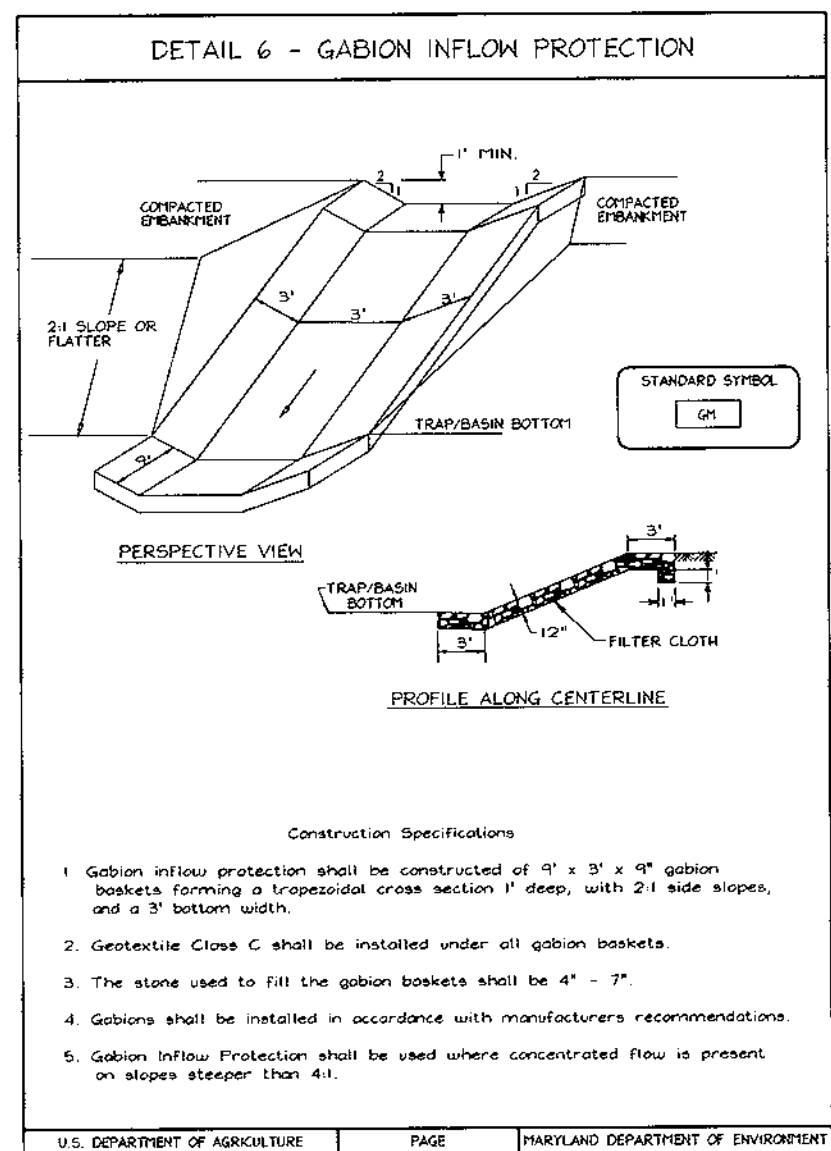 DETAIL 6 - GABION INFLOW PROTECTION
1' MIN.
2
1
1
2
COMPACTED
EMBANKMENT
COMPACTED
EMBANKMENT
3'
3'
3'
2:1 SLOPE OR
FLATTER
STANDARD SYMBOL
GM
TRAP/BASIN BOTTOM
9'
PERSPECTIVE VIEW
3'
1'
1'
TRAP/BASIN
BOTTOM
12"
FILTER CLOTH
3'
PROFILE ALONG CENTERLINE
Construction Specifications
1 Gabion inflow protection shall be constructed of 9' x 3' x 9" gabion
baskets forming a trapezoidal cross section 1' deep, with 2:1 side slopes,
and a 3' bottom width.
2. Geotextile Class C shall be installed under all gabion baskets.
3. The stone used to fill the gabion baskets shall be 4" - 7".
4. Gabions shall be installed in accordance with manufacturers recommendations.
5. Gabion Inflow Protection shall be used where concentrated flow is present
on slopes steeper than 4:1.
U.S. DEPARTMENT OF AGRICULTURE
PAGE
MARYLAND DEPARTMENT OF ENVIRONMENT